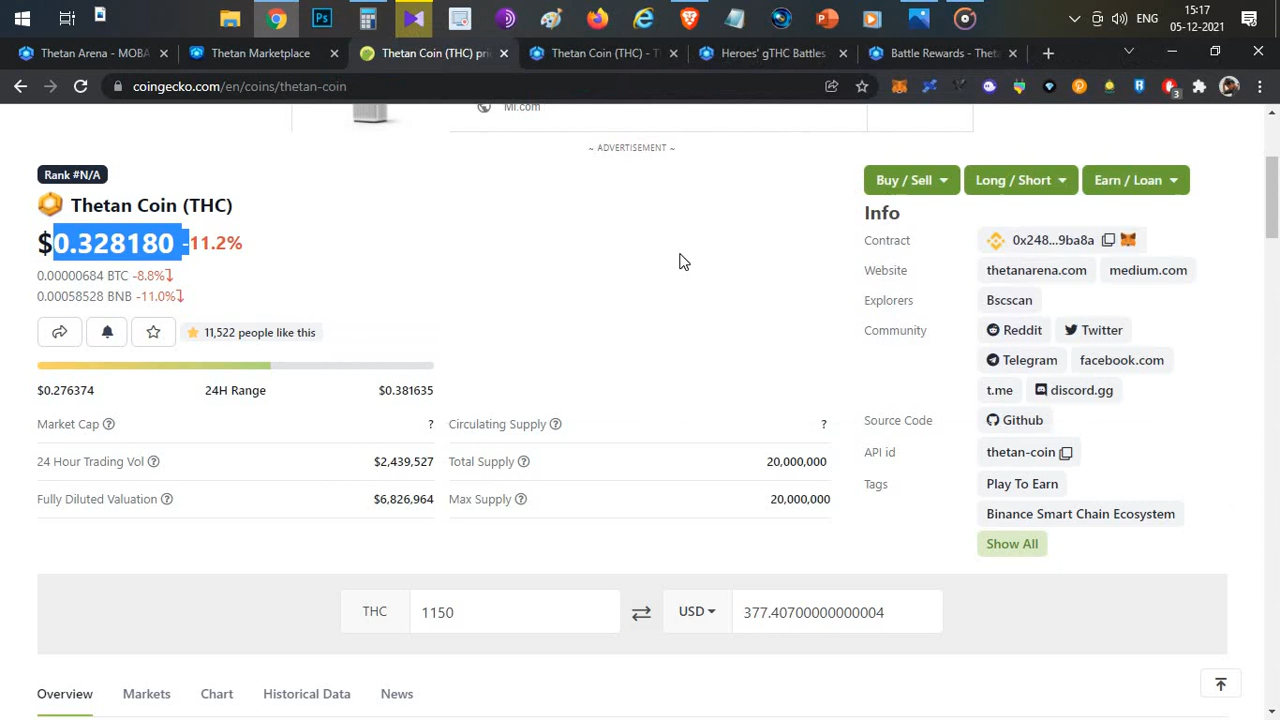 15:17
ENG
05-12-2021
Thetan Arena - MOBA
Thetan Marketplace
Thetan Coin (THC) pri
Thetan Coin (THC) - T
Heroes' gTHC Battles
Battle Rewards - Theta
coingecko.com/en/coins/thetan-coin
3
Mi.com
~ ADVERTISEMENT ~
Rank #N/A
Buy / Sell
Long / Short
Earn / Loan
Thetan Coin (THC)
$0.328180 -11.2%
0.00000684 BTC -8.8%
0.00058528 BNB -11.0%
11,522 people like this
$0.276374 24H Range $0.381635
Market Cap ?
Circulating Supply ?
24 Hour Trading Vol $2,439,527
Total Supply 20,000,000
Fully Diluted Valuation $6,826,964
Max Supply 20,000,000
Info
Contract 0x248...9ba8a
Website thetanarena.com medium.com
Explorers Bscscan
Community Reddit Twitter
Telegram facebook.com
t.me discord.gg
Source Code Github
API id thetan-coin
Tags Play To Earn
Binance Smart Chain Ecosystem
Show All
THC 1150 USD 377.40700000000004
Overview Markets Chart Historical Data News